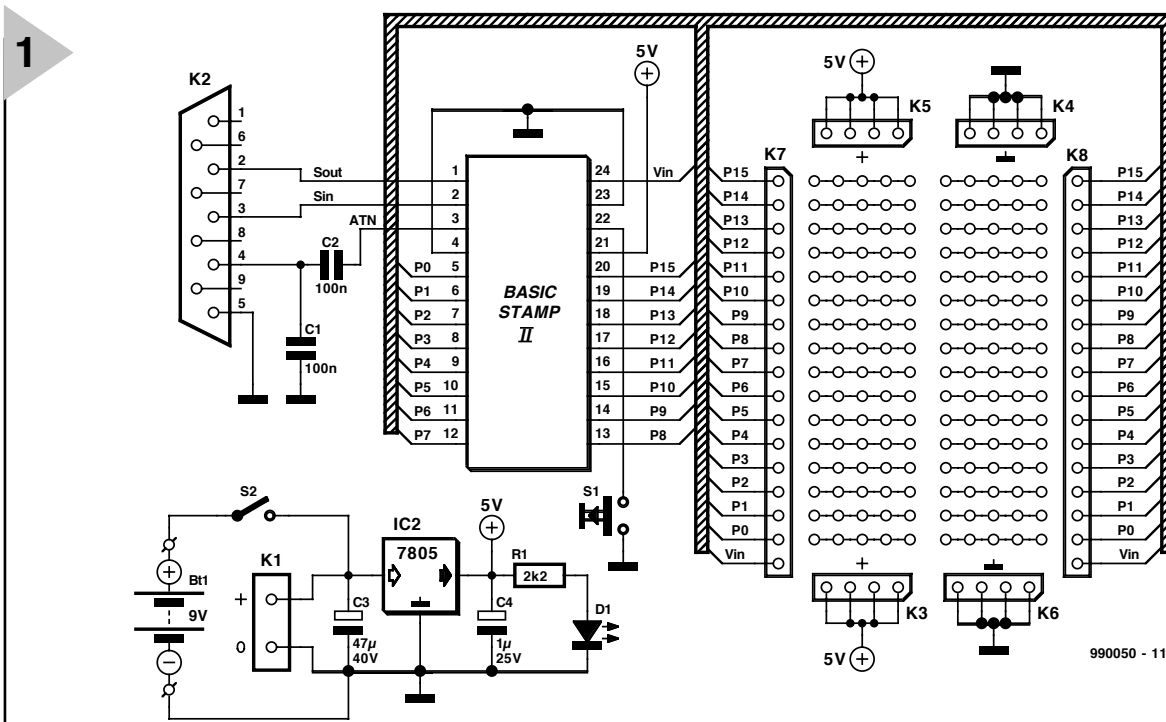 1
K2
1
6
2
7
3
8
4
9
5
Sout
Sin
ATN
C2
100n
C1
100n
5V
BASIC
STAMP
II
1
2
3
4
5
6
7
8
9
10
11
12
P0
P1
P2
P3
P4
P5
P6
P7
24
23
22
21
20
19
18
17
16
15
14
13
Vin
P15
P14
P13
P12
P11
P10
P9
P8
S1
5V
K5
+
K4
K7
P15
P14
P13
P12
P11
P10
P9
P8
P7
P6
P5
P4
P3
P2
P1
P0
Vin
K8
P15
P14
P13
P12
P11
P10
P9
P8
P7
P6
P5
P4
P3
P2
P1
P0
Vin
+
K3
5V
K6
S2
Bt1
9V
K1
+
0
C3
47µ
40V
IC2
7805
5V
C4
1µ
25V
R1
2k2
D1
990050 - 11